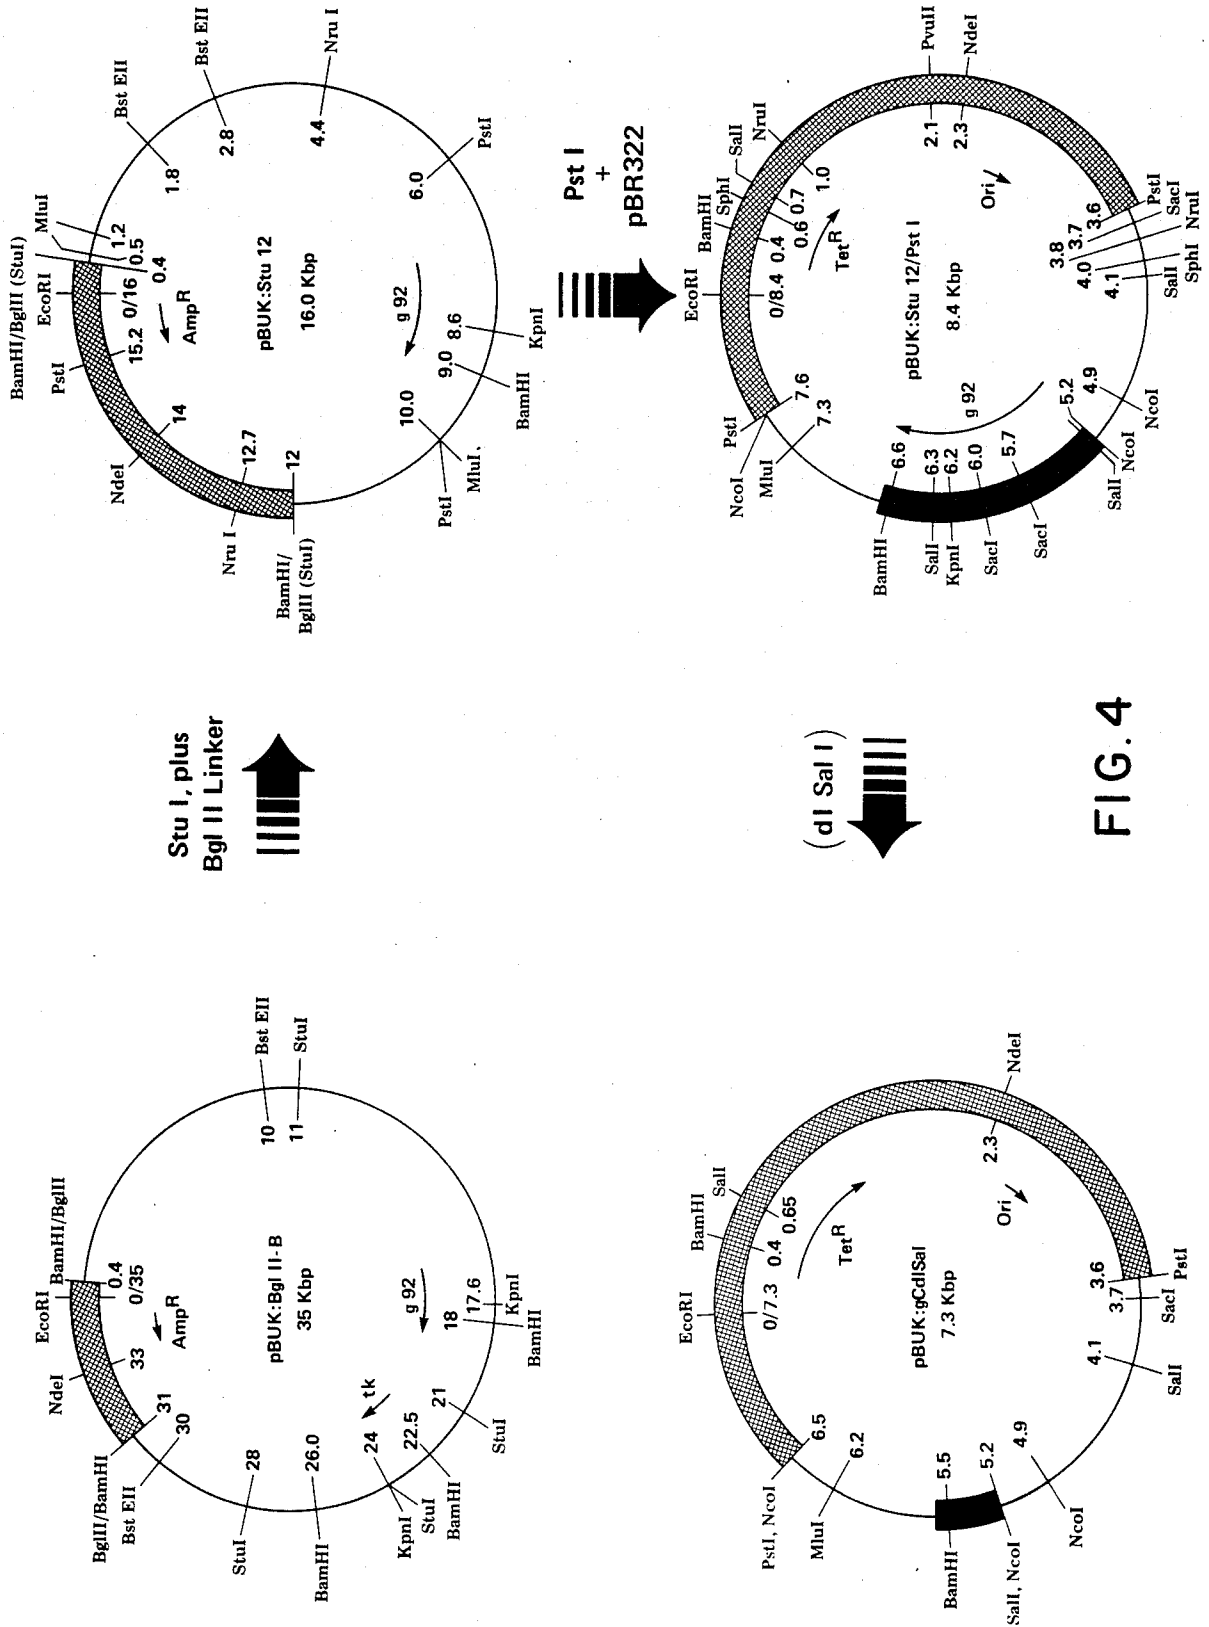 BamHI/BglII (StuI)
EcoRI
MluI
Bst EII
Bst EII
Nru I
PstI
KpnI
BamHI
MluI.
PstI
BamHI/
BglII (StuI)
Nru I
NdeI
PstI
0/16
0.4
0.5
1.2
1.8
2.8
4.4
6.0
8.6
9.0
10.0
12
12.7
14
15.2
AmpR
pBUK:Stu 12
16.0 Kbp
g 92
Stu I, plus
Bgl II Linker
Pst I
+
pBR322
EcoRI
BamHI
SphI
SalI
NruI
PvuII
NdeI
PstI
SacI
NruI
SphI
SalI
NcoI
NcoI
SalI
SacI
SacI
KpnI
SalI
BamHI
MluI
NcoI
PstI
0/8.4
0.4
0.6
0.7
1.0
2.1
2.3
3.6
3.7
3.8
4.0
4.1
4.9
5.2
5.7
6.0
6.2
6.3
6.6
7.3
7.6
TetR
Ori
pBUK:Stu 12/Pst I
8.4 Kbp
g 92
EcoRI
BamHI/BglII
Bst EII
StuI
KpnI
BamHI
StuI
BamHI
StuI
KpnI
BamHI
StuI
Bst EII
BglII/BamHI
NdeI
0/35
0.4
10
11
17.6
18
21
22.5
24
26.0
28
30
31
33
AmpR
pBUK:Bgl II-B
35 Kbp
g 92
tk
(dl Sal I)
EcoRI
BamHI
SalI
NdeI
PstI
SacI
SalI
NcoI
SalI, NcoI
BamHI
MluI
PstI, NcoI
0/7.3
0.4
0.65
2.3
3.6
3.7
4.1
4.9
5.2
5.5
6.2
6.5
TetR
Ori
pBUK:gCdlSal
7.3 Kbp
FIG. 4